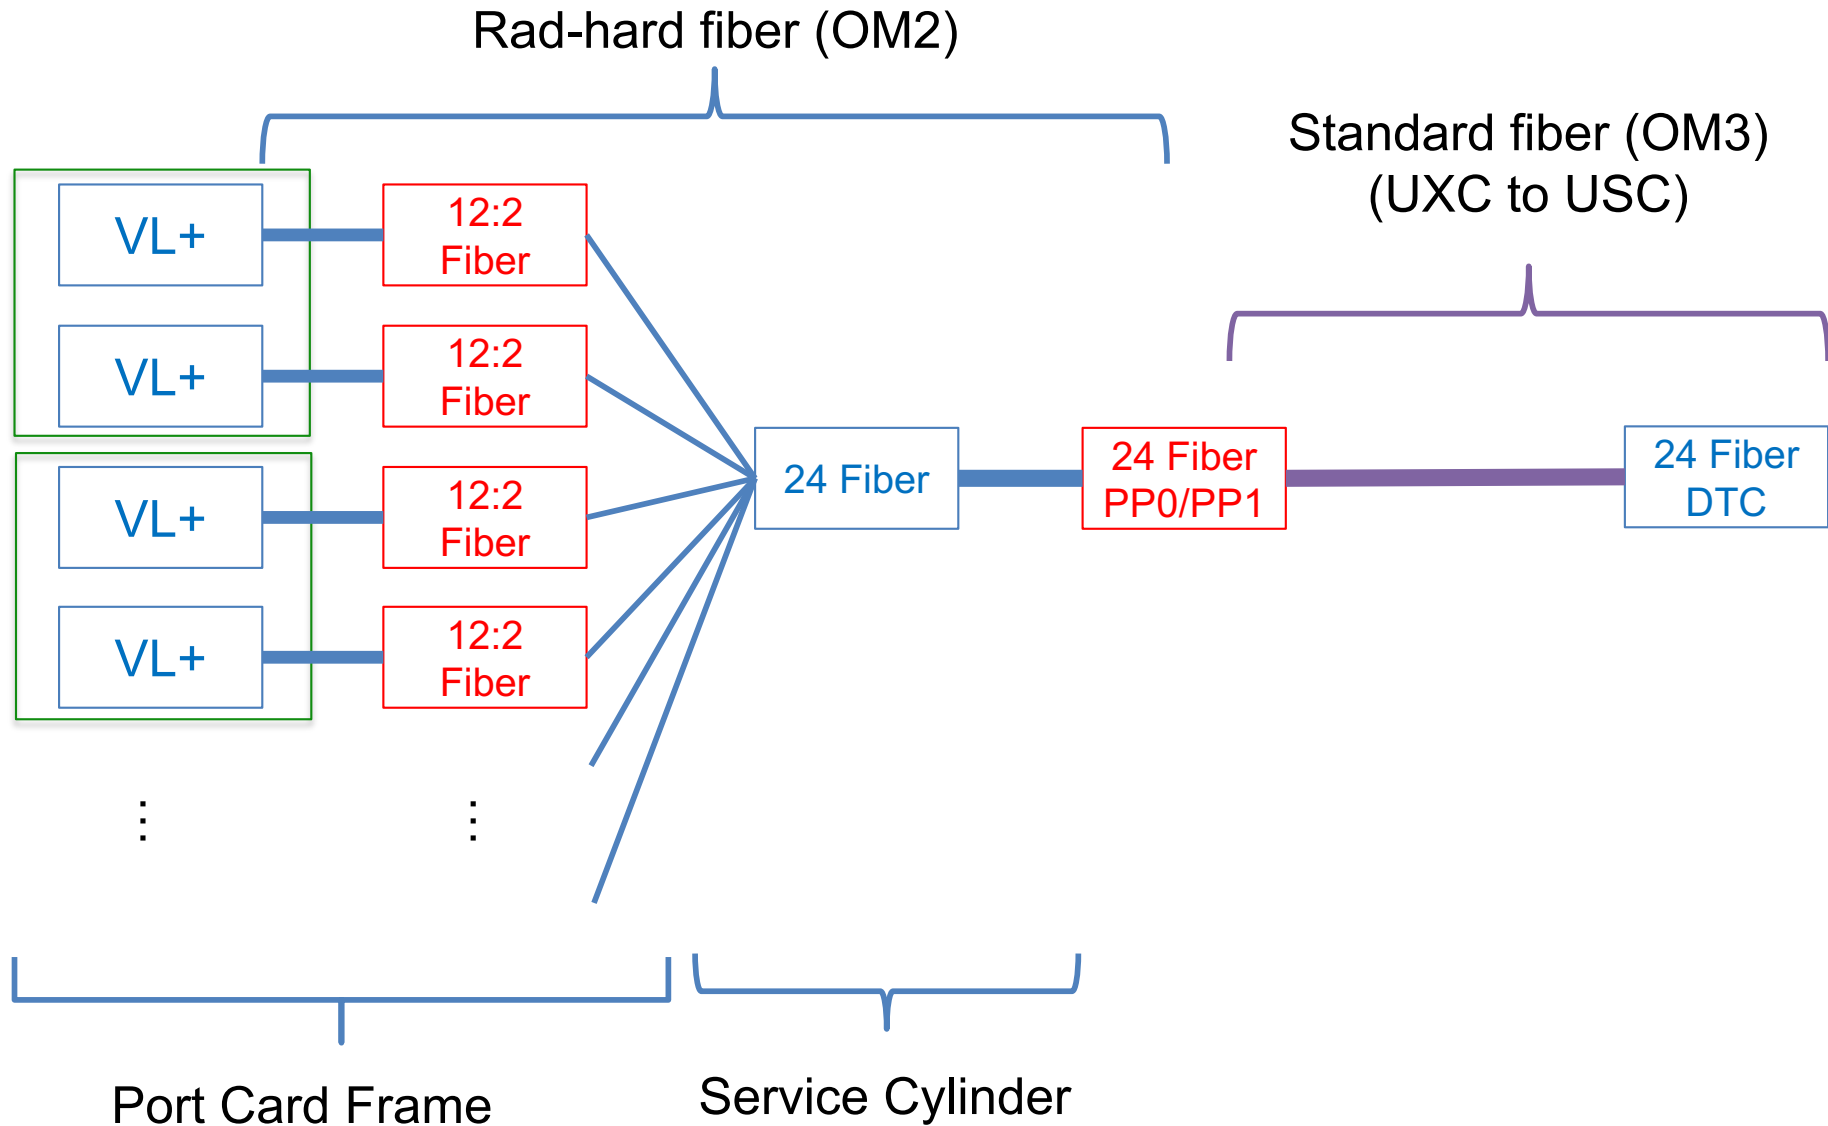 Rad-hard fiber (OM2)
Standard fiber (OM3)
(UXC to USC)
VL+
12:2
Fiber
VL+
12:2
Fiber
VL+
12:2
Fiber
VL+
12:2
Fiber
24 Fiber
24 Fiber
PP0/PP1
24 Fiber
DTC
⋮
⋮
Port Card Frame
Service Cylinder